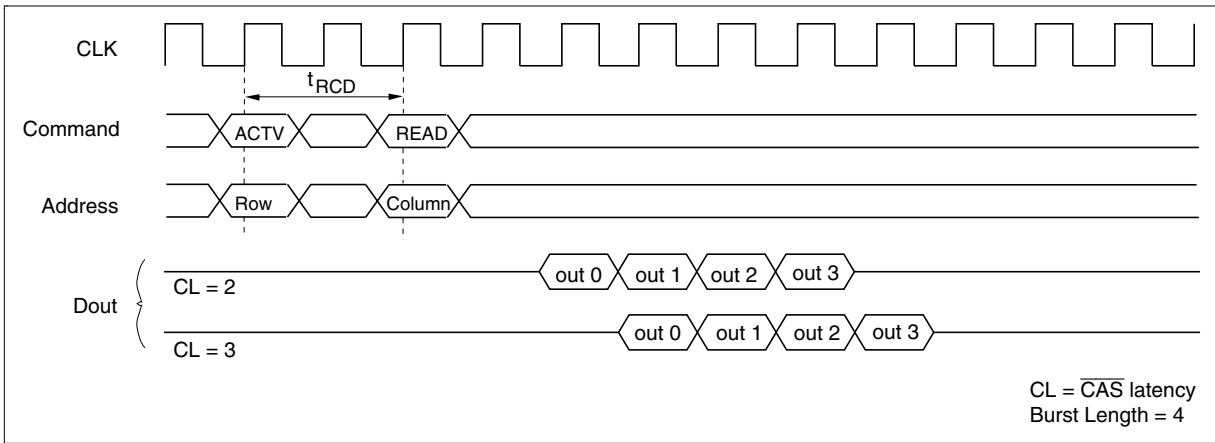 CLK
tRCD
Command ACTV READ
Address Row Column
Dout
CL = 2 out 0 out 1 out 2 out 3
CL = 3 out 0 out 1 out 2 out 3
CL = C̅A̅S̅ latency
Burst Length = 4